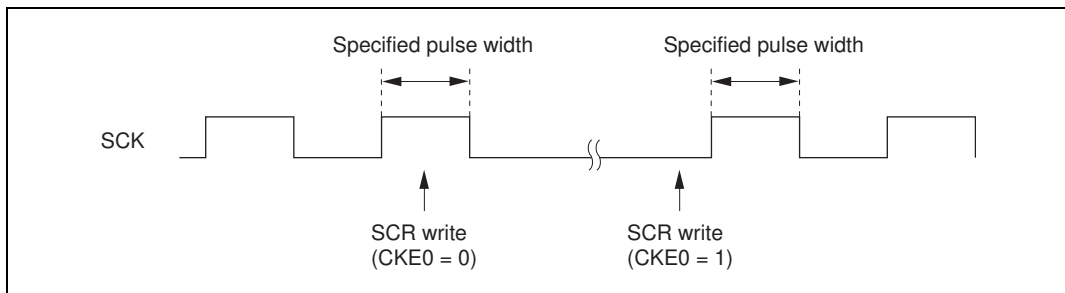 Specified pulse width
Specified pulse width
SCK
SCR write
(CKE0 = 0)
SCR write
(CKE0 = 1)